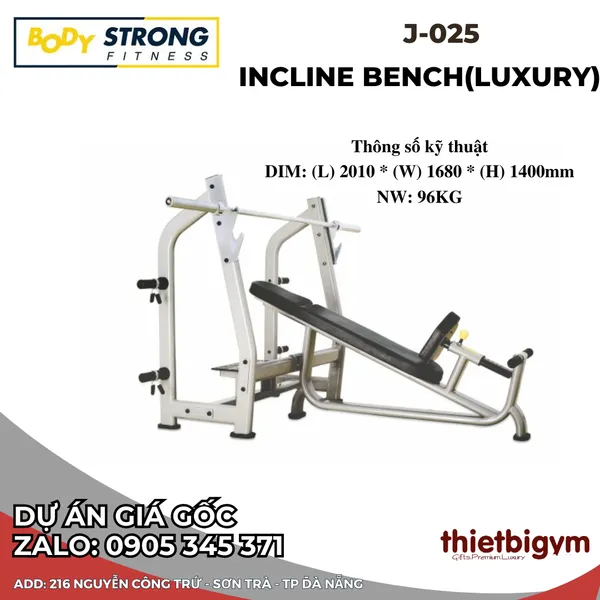 BODY STRONG
FITNESS
J-025
INCLINE BENCH(LUXURY)
Thông số kỹ thuật
DIM: (L) 2010 * (W) 1680 * (H) 1400mm
NW: 96KG
DỰ ÁN GIÁ GỐC
ZALO: 0905 345 371
thietbigym
Gifts.Premium.Luxury
ADD: 216 NGUYỄN CÔNG TRỨ - SƠN TRÀ - TP ĐÀ NẴNG